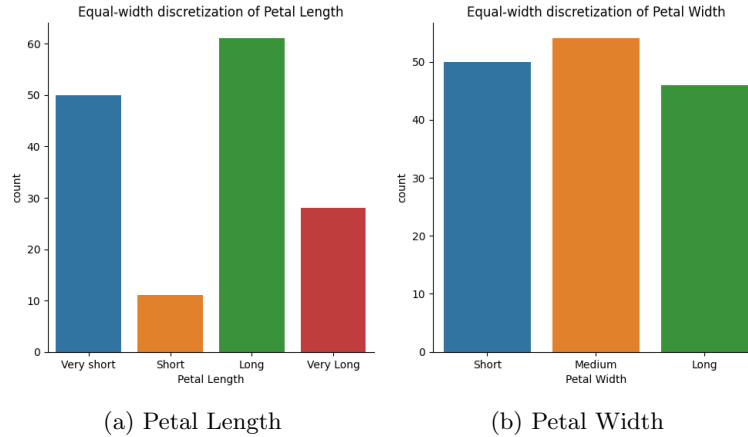 Equal-width discretization of Petal Length
60
50
40
30
20
10
0
count
Very short
Short
Long
Very Long
Petal Length
(a) Petal Length
Equal-width discretization of Petal Width
50
40
30
20
10
0
count
Short
Medium
Long
Petal Width
(b) Petal Width